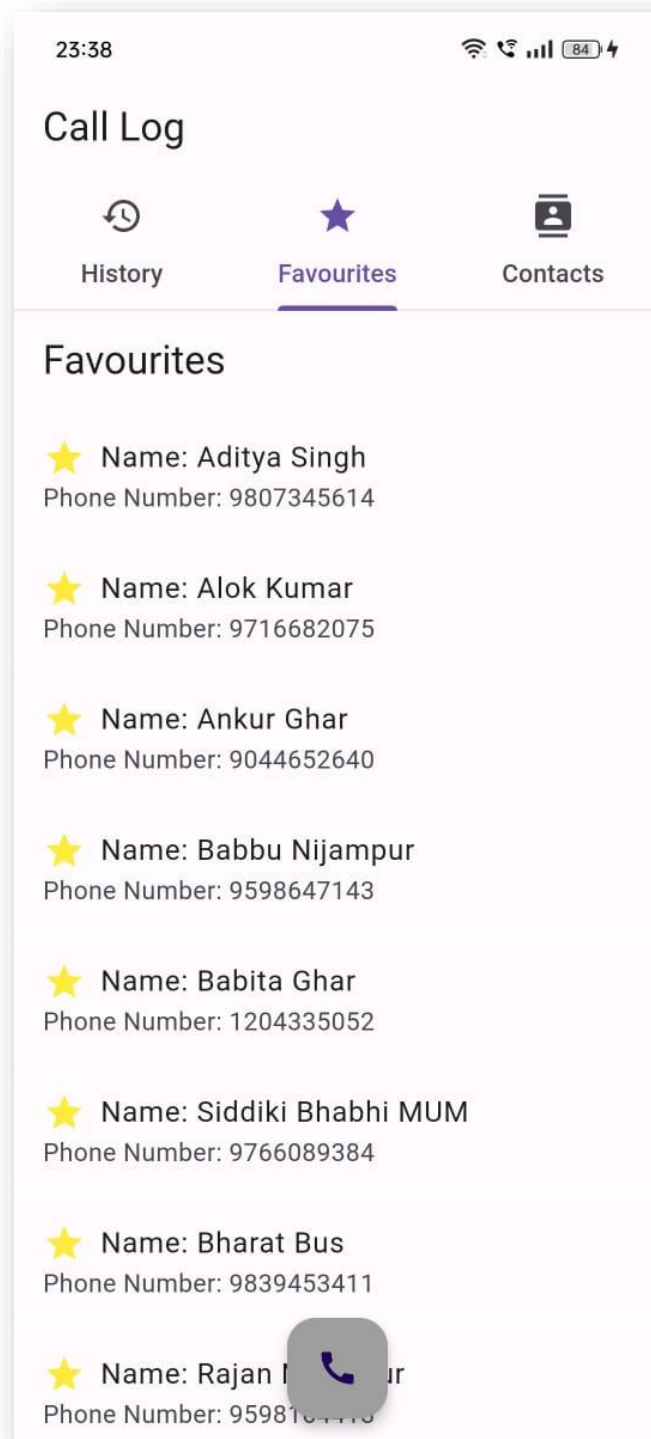 23:38
84
Call Log
History Favourites Contacts
Favourites
Name: Aditya Singh
Phone Number: 9807345614
Name: Alok Kumar
Phone Number: 9716682075
Name: Ankur Ghar
Phone Number: 9044652640
Name: Babbu Nijampur
Phone Number: 9598647143
Name: Babita Ghar
Phone Number: 1204335052
Name: Siddiki Bhabhi MUM
Phone Number: 9766089384
Name: Bharat Bus
Phone Number: 9839453411
Name: Rajan
Phone Number: